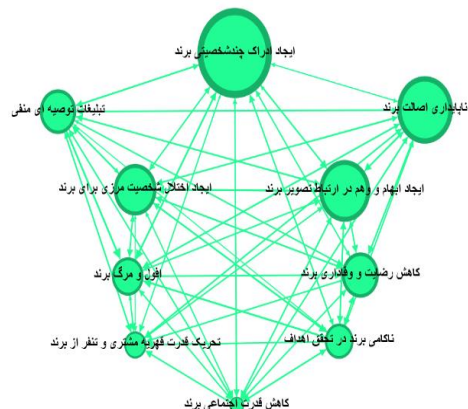 ایجاد ادراک چندشخصیتی برند
تبلیغات توصیه ای منفی
ناپایداری اصالت برند
ایجاد اختلال شخصیت مرزی برای برند
ایجاد ابهام و وهم در ارتباط تصویر برند
افول و مرگ برند
کاهش رضایت و وفاداری برند
تحریک قدرت قهریه مشتری و تنفر از برند
ناکامی برند در تحقق اهداف
کاهش قدرت اجتماعی برند